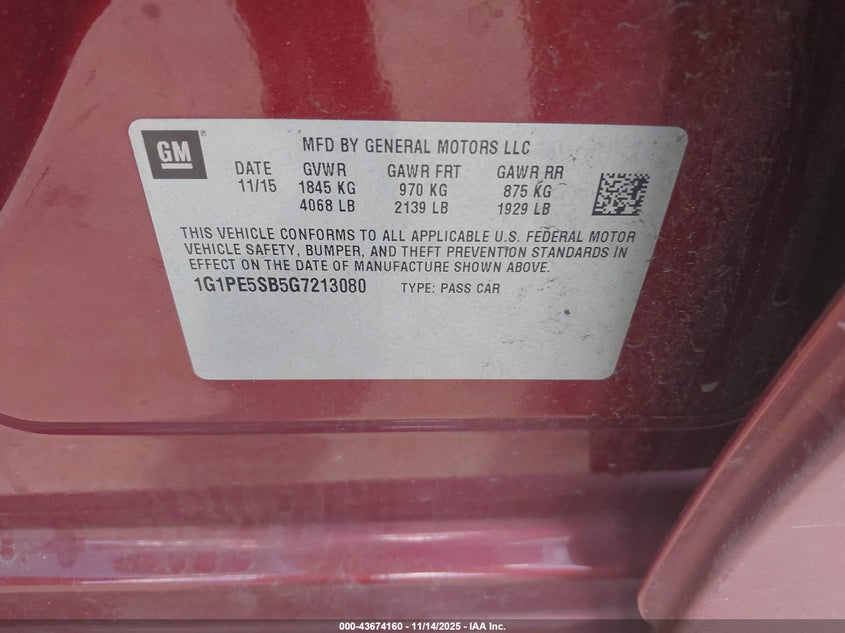 GM
MFD BY GENERAL MOTORS LLC
DATE GVWR GAWR FRT GAWR RR
11/15 1845 KG 970 KG 875 KG
4068 LB 2139 LB 1929 LB
THIS VEHICLE CONFORMS TO ALL APPLICABLE U.S. FEDERAL MOTOR
VEHICLE SAFETY, BUMPER, AND THEFT PREVENTION STANDARDS IN
EFFECT ON THE DATE OF MANUFACTURE SHOWN ABOVE.
1G1PE5SB5G7213080 TYPE: PASS CAR
000-43674160 - 11/14/2025 - IAA Inc.